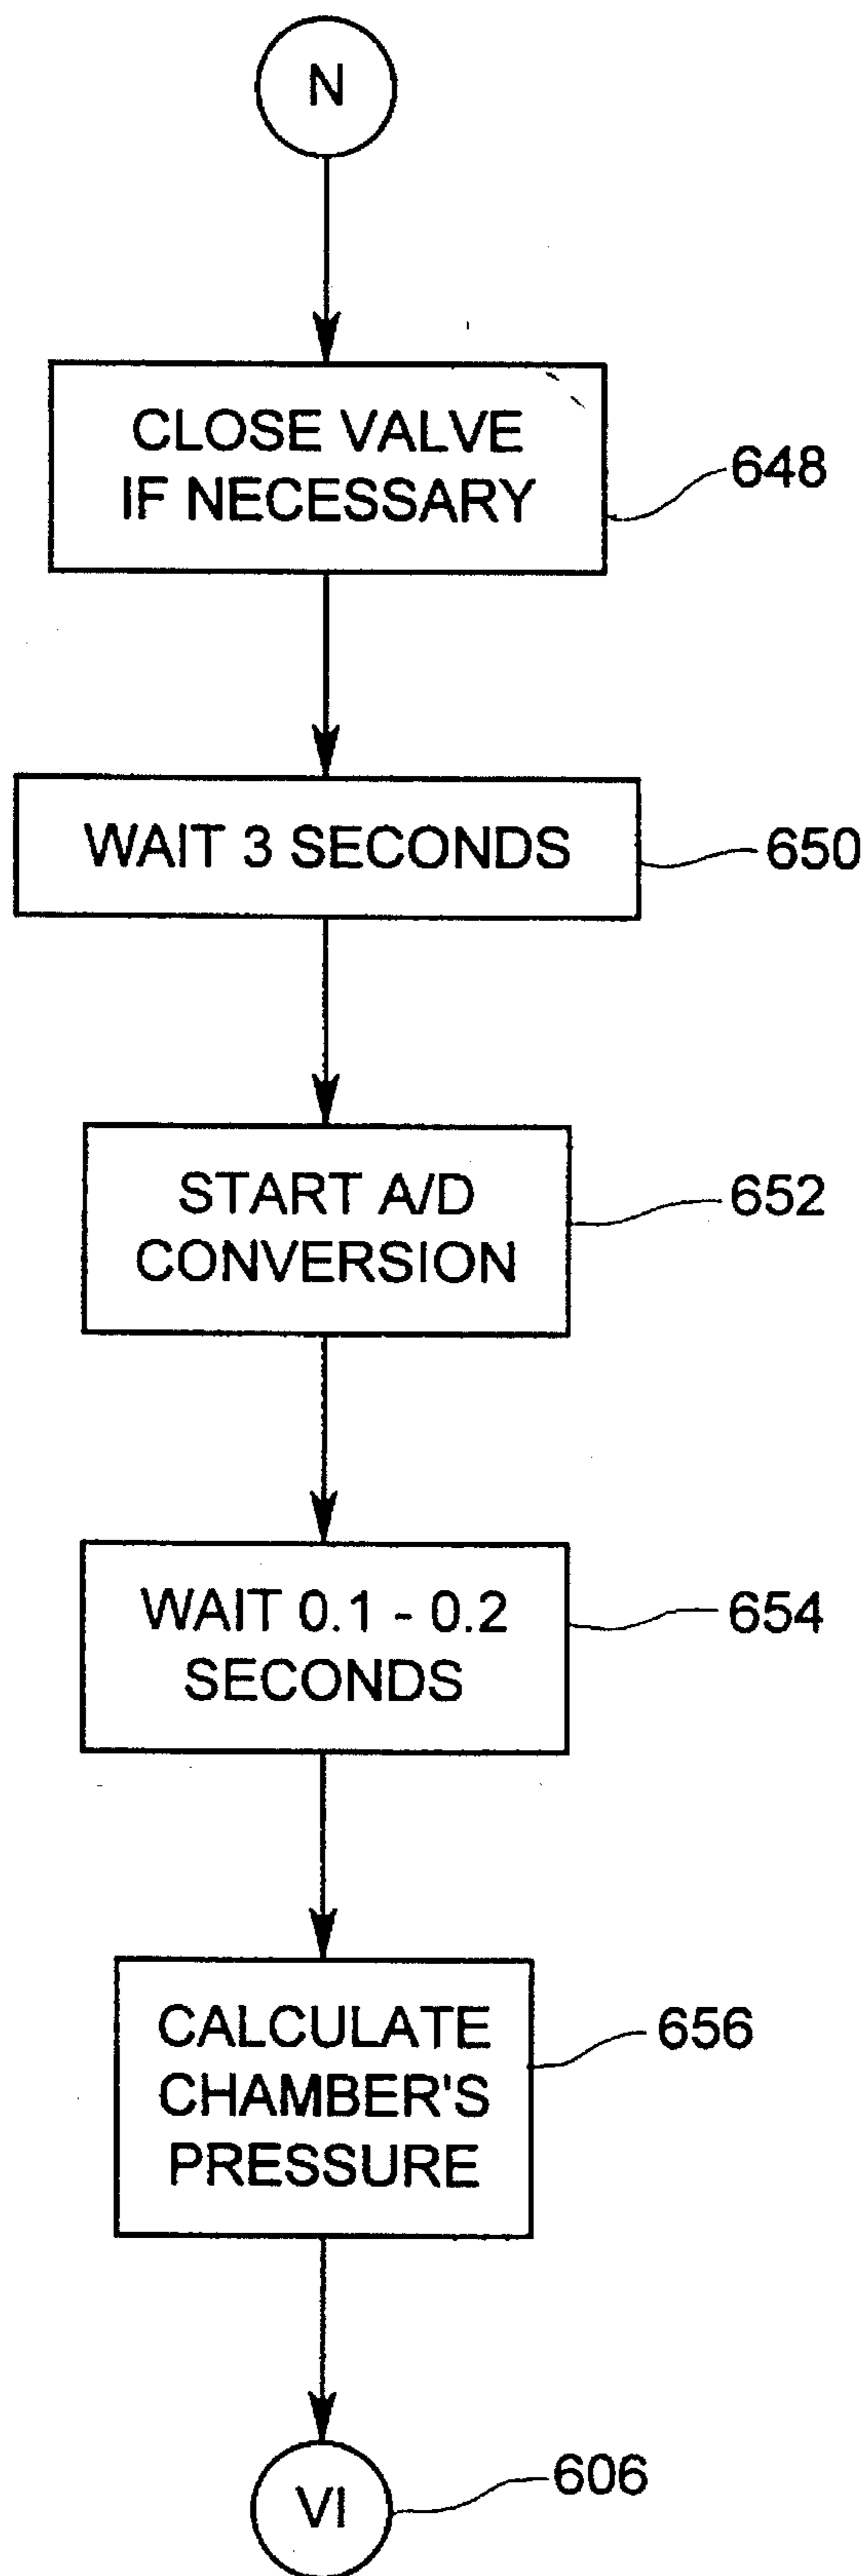 N
CLOSE VALVE
IF NECESSARY
648
WAIT 3 SECONDS
650
START A/D
CONVERSION
652
WAIT 0.1 - 0.2
SECONDS
654
CALCULATE
CHAMBER'S
PRESSURE
656
VI
606